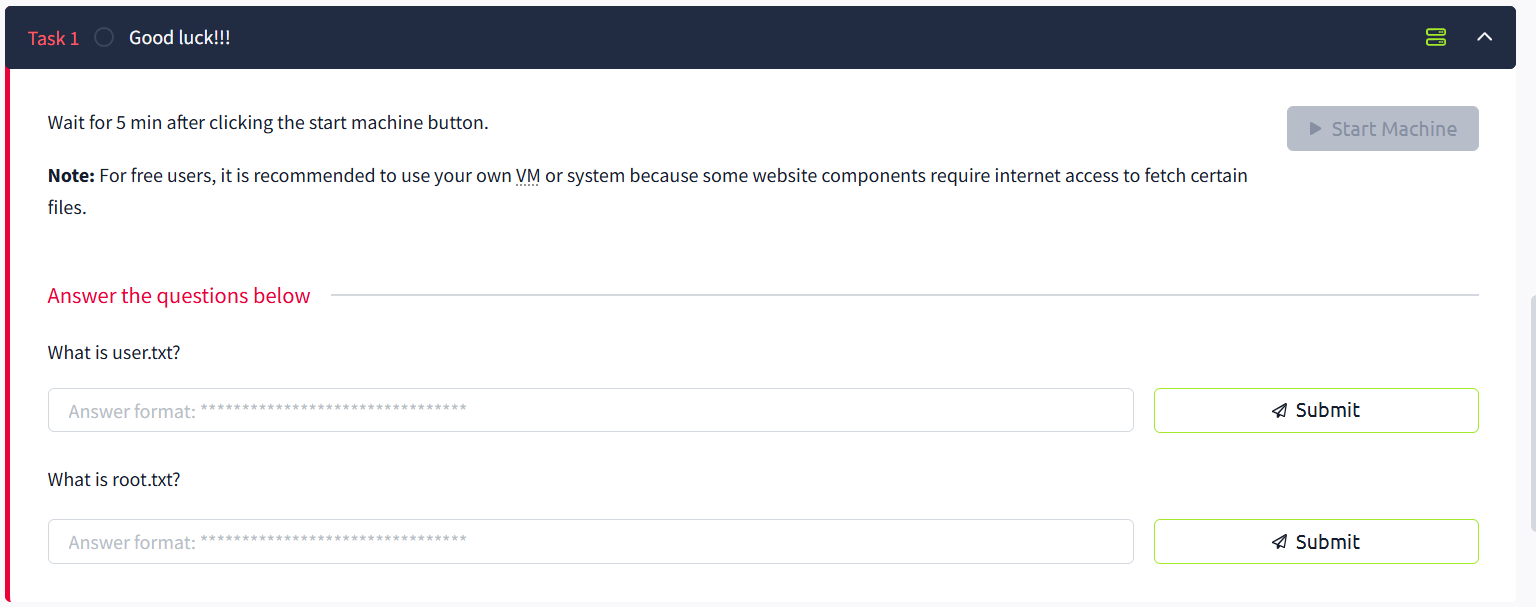 Task 1 Good luck!!!
Wait for 5 min after clicking the start machine button.
Start Machine
Note: For free users, it is recommended to use your own VM or system because some website components require internet access to fetch certain
files.
Answer the questions below
What is user.txt?
Answer format: ********************************
Submit
What is root.txt?
Answer format: ********************************
Submit